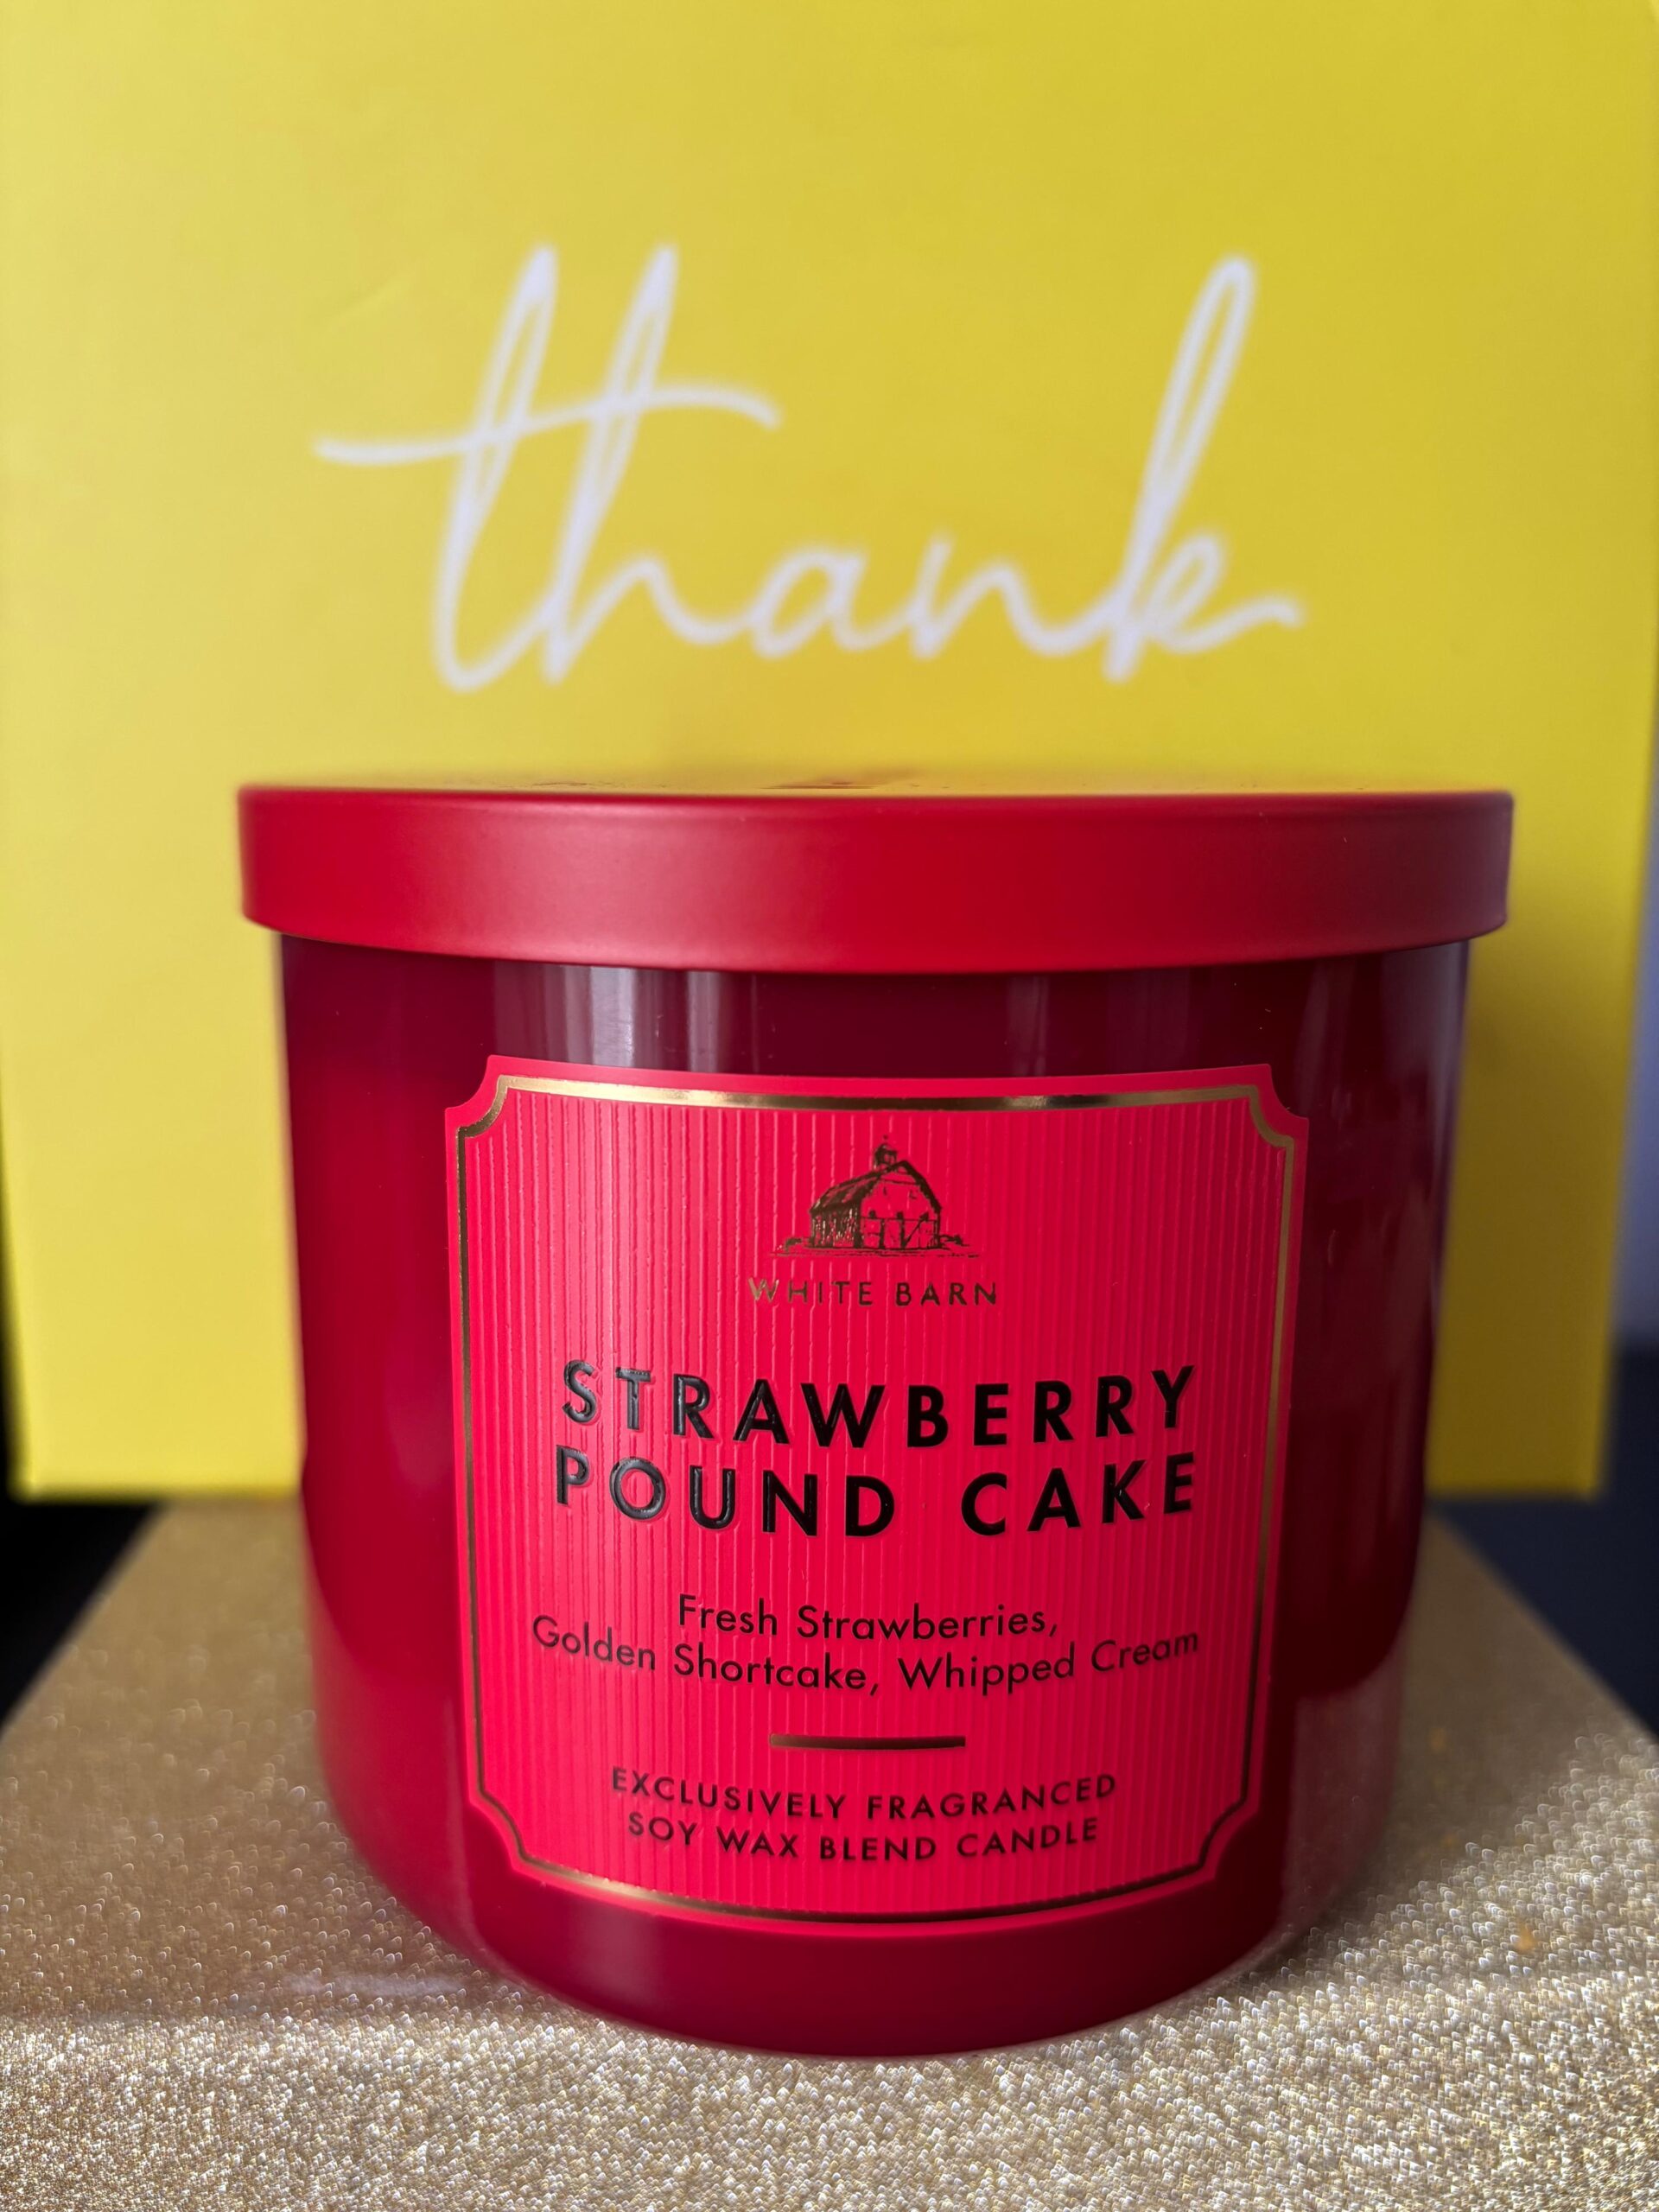 thank
WHITE BARN
STRAWBERRY
POUND CAKE
Fresh Strawberries,
Golden Shortcake, Whipped Cream
EXCLUSIVELY FRAGRANCED
SOY WAX BLEND CANDLE